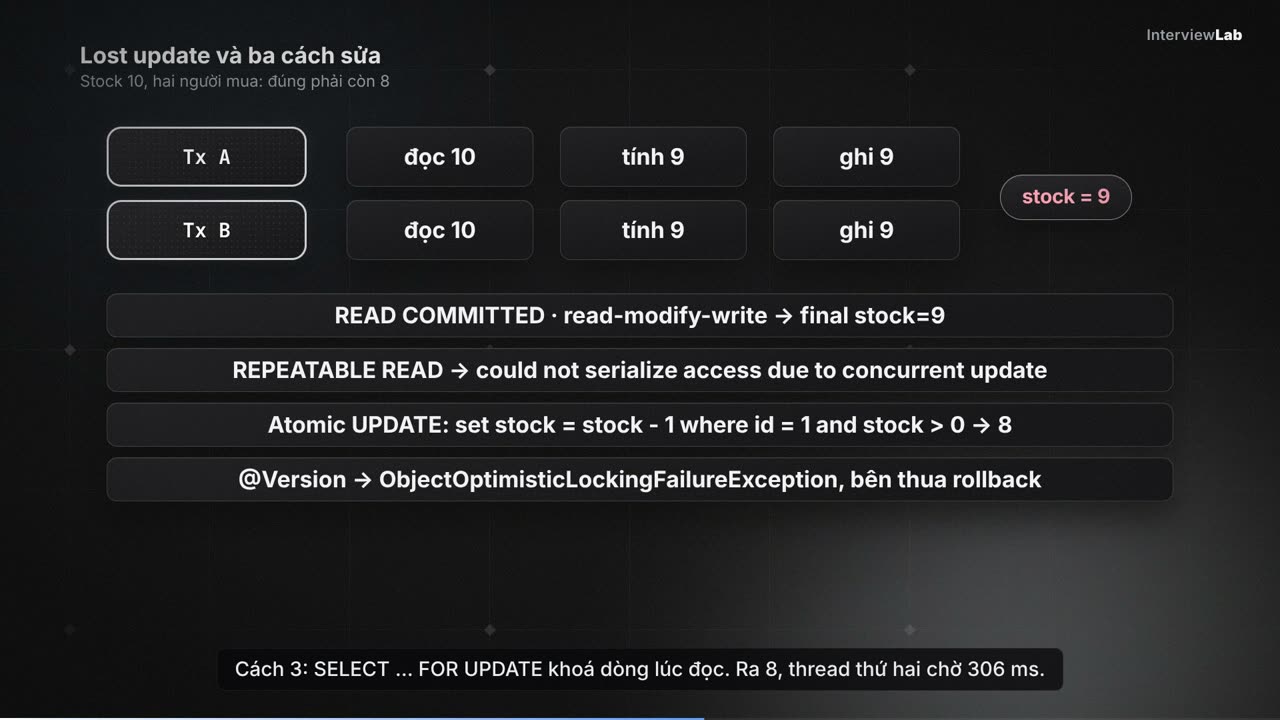 InterviewLab
Lost update và ba cách sửa
Stock 10, hai người mua: đúng phải còn 8
Tx A đọc 10 tính 9 ghi 9
stock = 9
Tx B đọc 10 tính 9 ghi 9
READ COMMITTED · read-modify-write → final stock=9
REPEATABLE READ → could not serialize access due to concurrent update
Atomic UPDATE: set stock = stock - 1 where id = 1 and stock > 0 → 8
@Version → ObjectOptimisticLockingFailureException, bên thua rollback
Cách 3: SELECT ... FOR UPDATE khoá dòng lúc đọc. Ra 8, thread thứ hai chờ 306 ms.